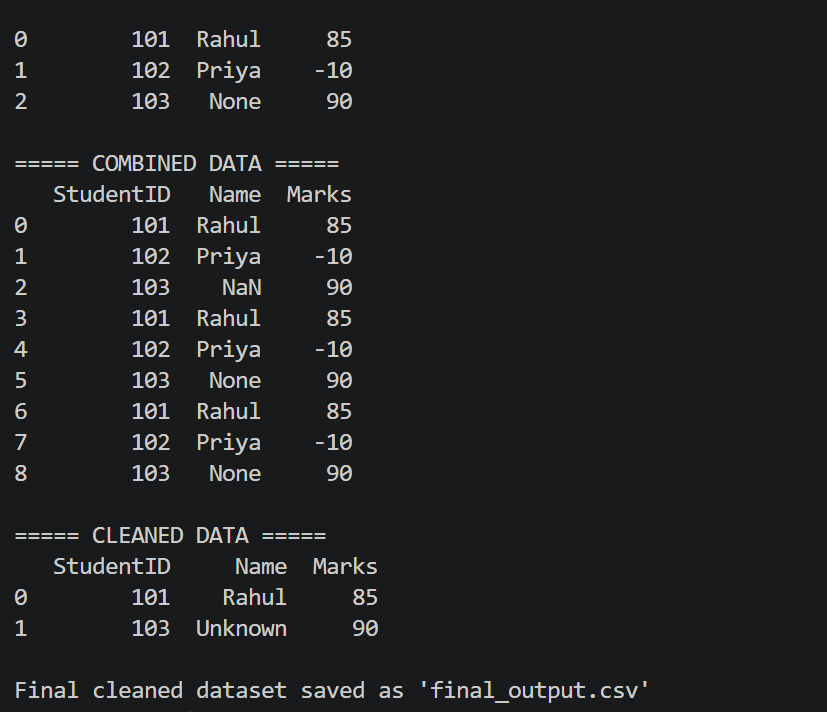 0        101  Rahul     85
1        102  Priya    -10
2        103   None     90
===== COMBINED DATA =====
   StudentID   Name  Marks
0        101  Rahul     85
1        102  Priya    -10
2        103    NaN     90
3        101  Rahul     85
4        102  Priya    -10
5        103   None     90
6        101  Rahul     85
7        102  Priya    -10
8        103   None     90
===== CLEANED DATA =====
   StudentID     Name  Marks
0        101    Rahul     85
1        103  Unknown     90
Final cleaned dataset saved as 'final_output.csv'